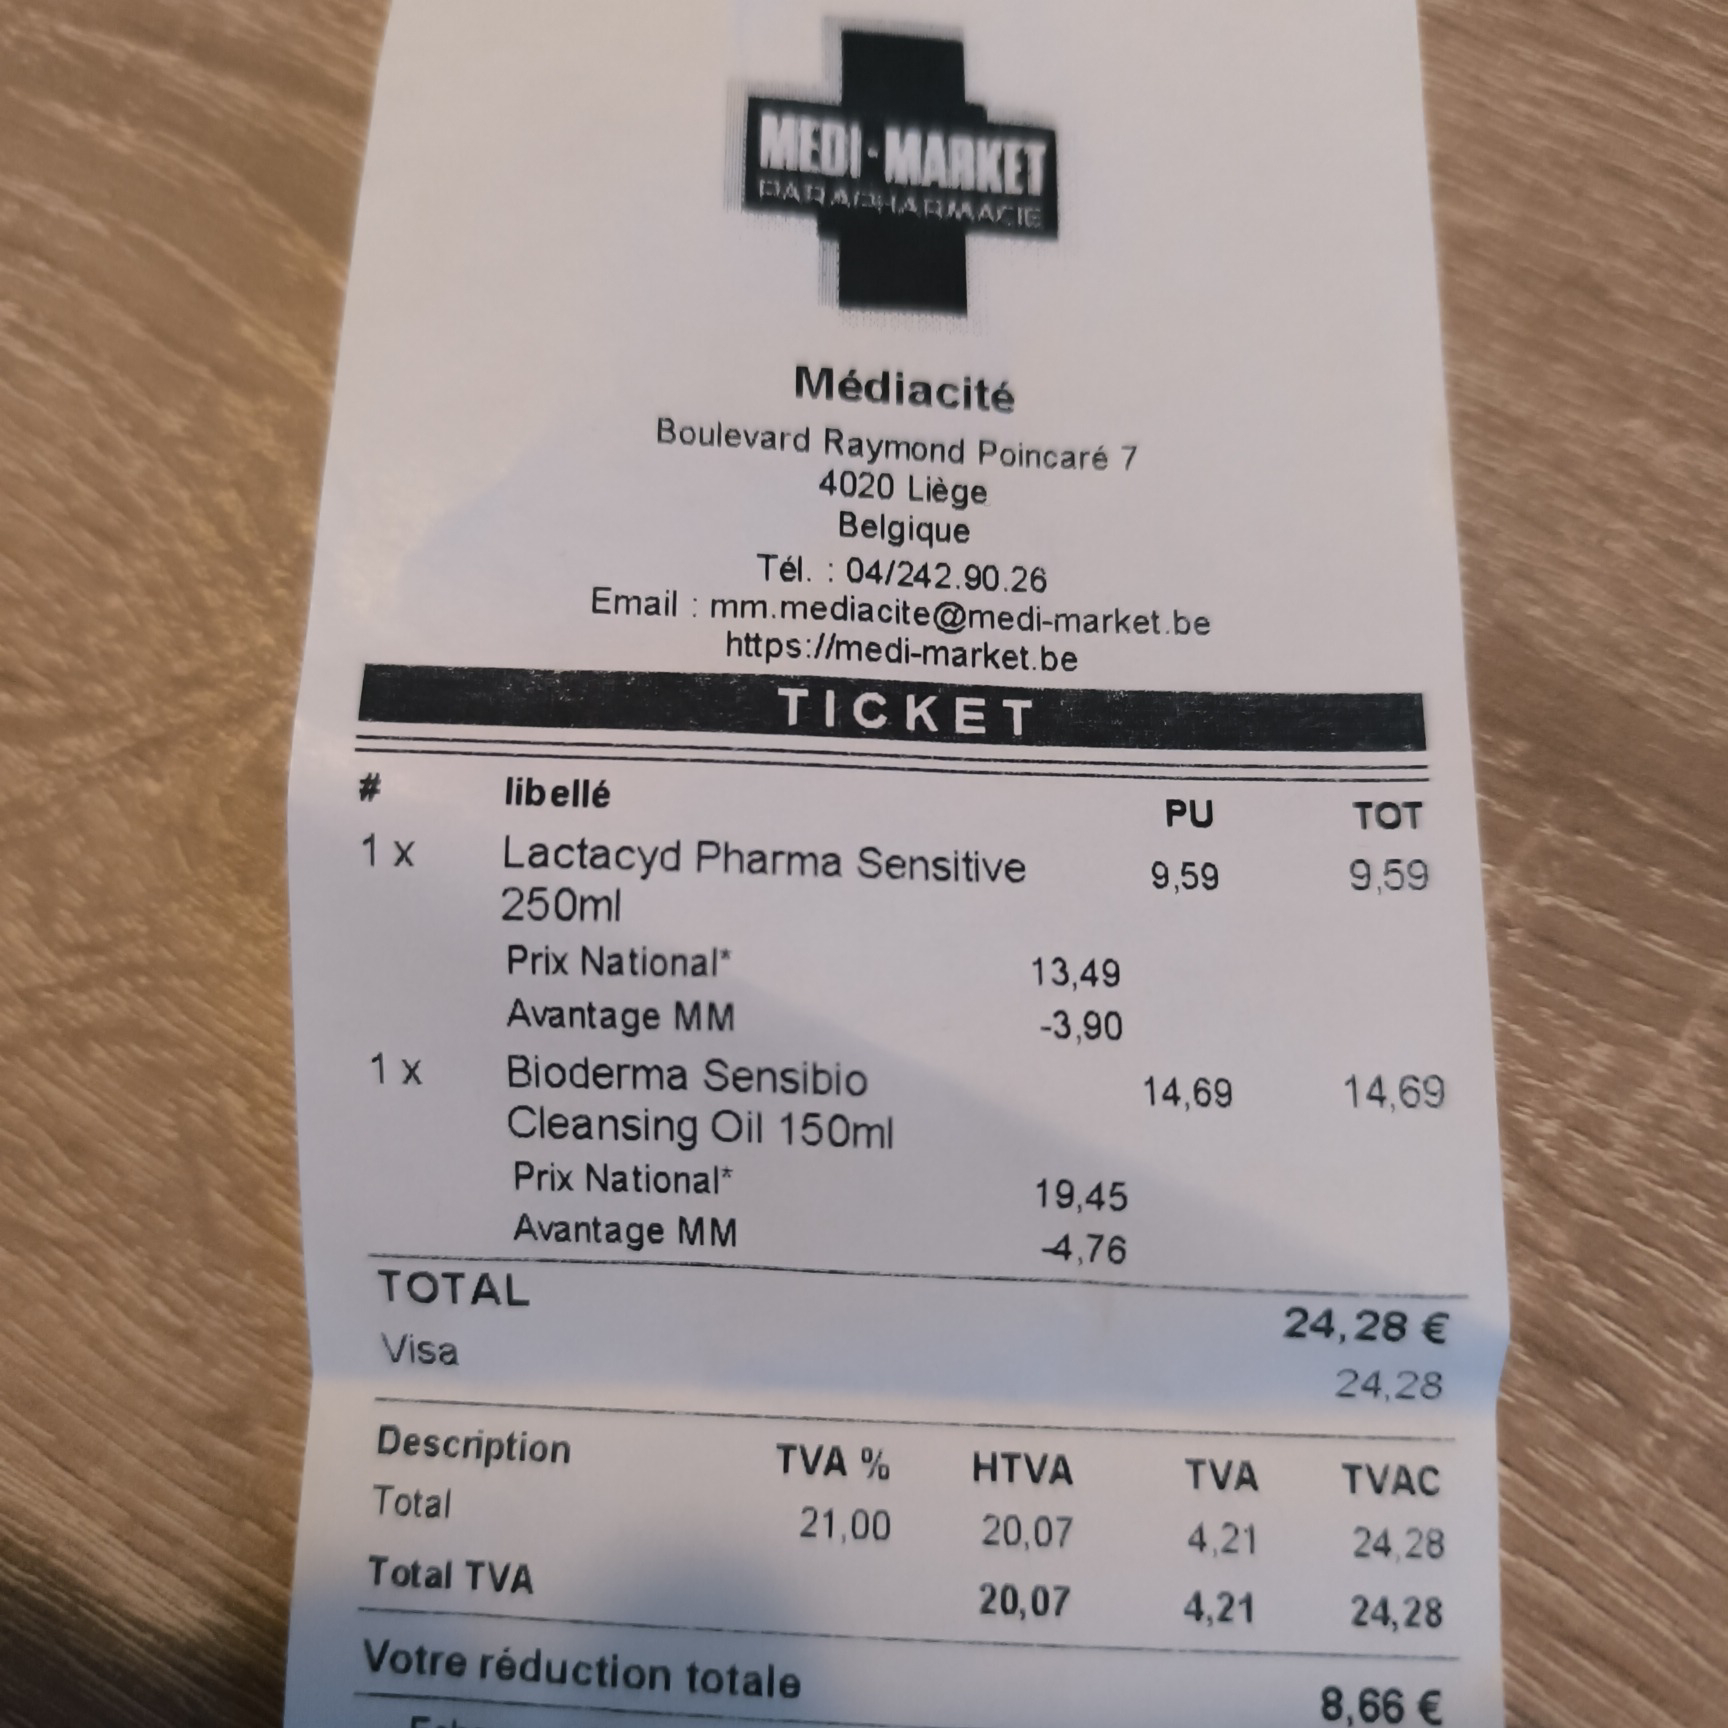 MEDI-MARKET
PARAPHARMACIE
Médiacité
Boulevard Raymond Poincaré 7
4020 Liège
Belgique
Tél. : 04/242.90.26
Email : mm.mediacite@medi-market.be
https://medi-market.be
TICKET
# libellé PU TOT
1 x Lactacyd Pharma Sensitive 9,59 9,59
250ml
Prix National* 13,49
Avantage MM -3,90
1 x Bioderma Sensibio 14,69 14,69
Cleansing Oil 150ml
Prix National* 19,45
Avantage MM -4,76
TOTAL 24,28 €
Visa 24,28
Description TVA % HTVA TVA TVAC
Total 21,00 20,07 4,21 24,28
Total TVA 20,07 4,21 24,28
Votre réduction totale 8,66 €